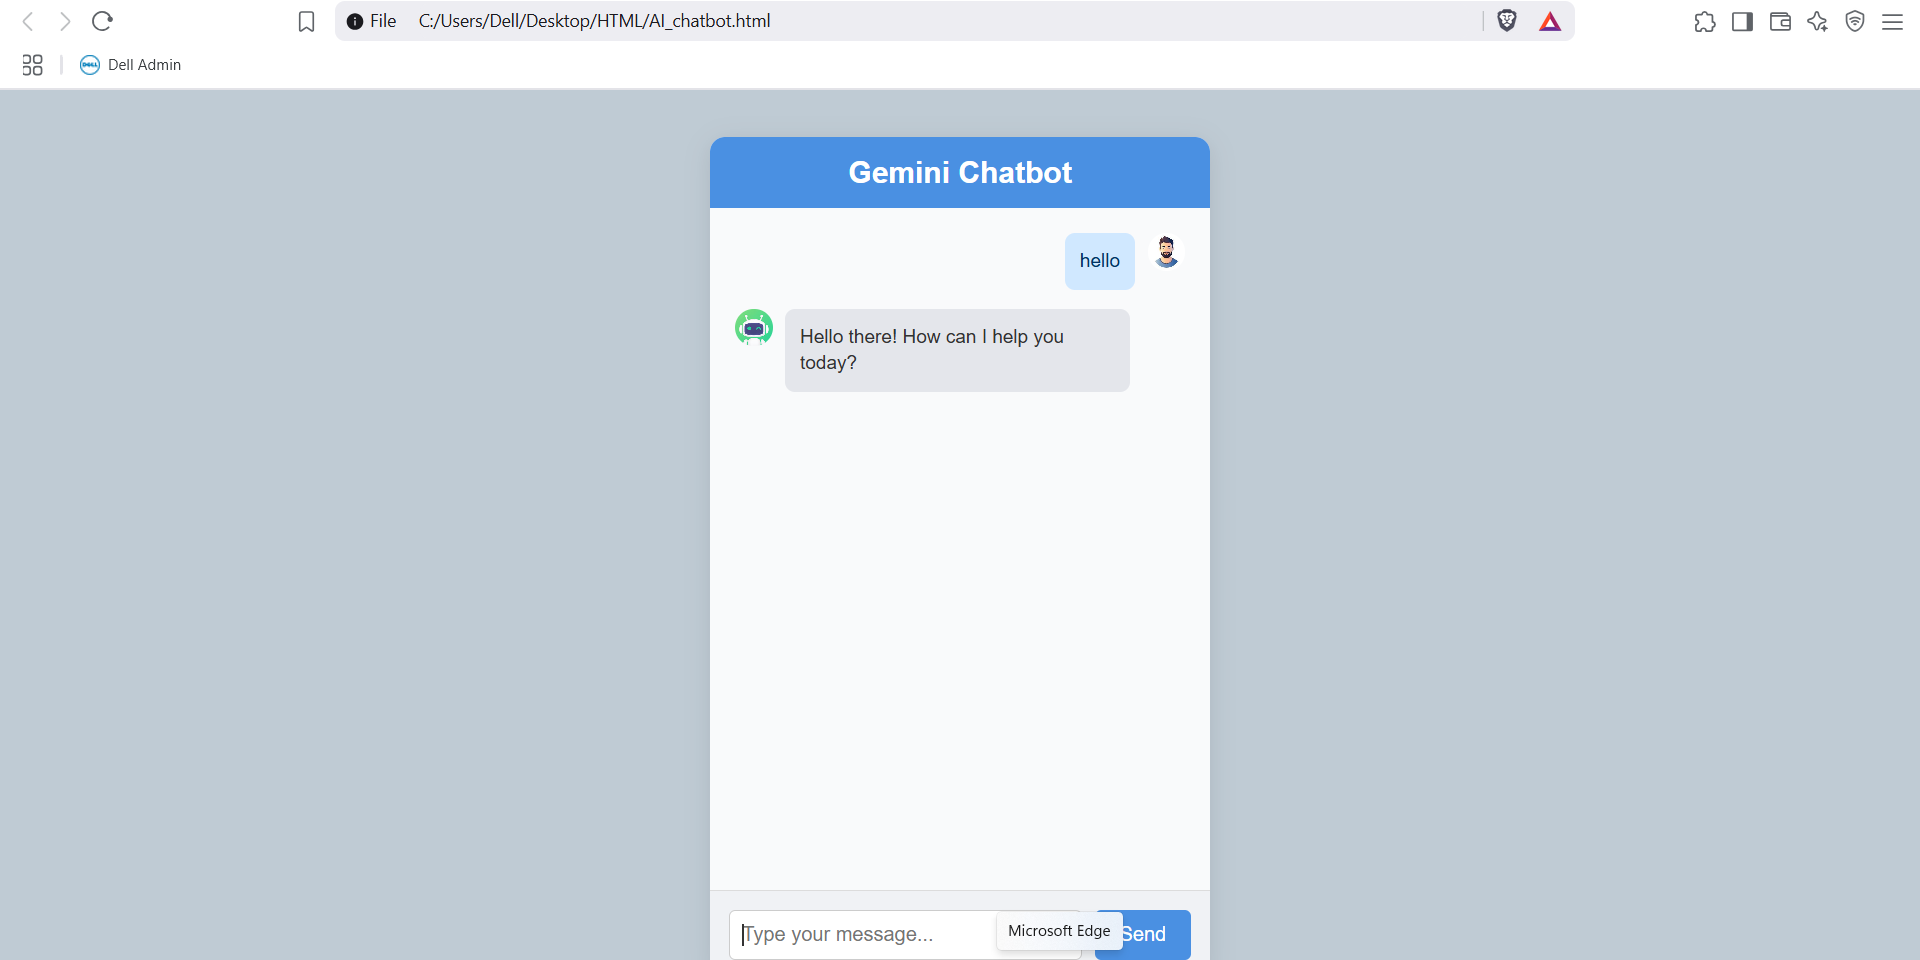 File C:/Users/Dell/Desktop/HTML/AI_chatbot.html
DELL Dell Admin
Gemini Chatbot
hello
Hello there! How can I help you
today?
Type your message...
Microsoft Edge
Send